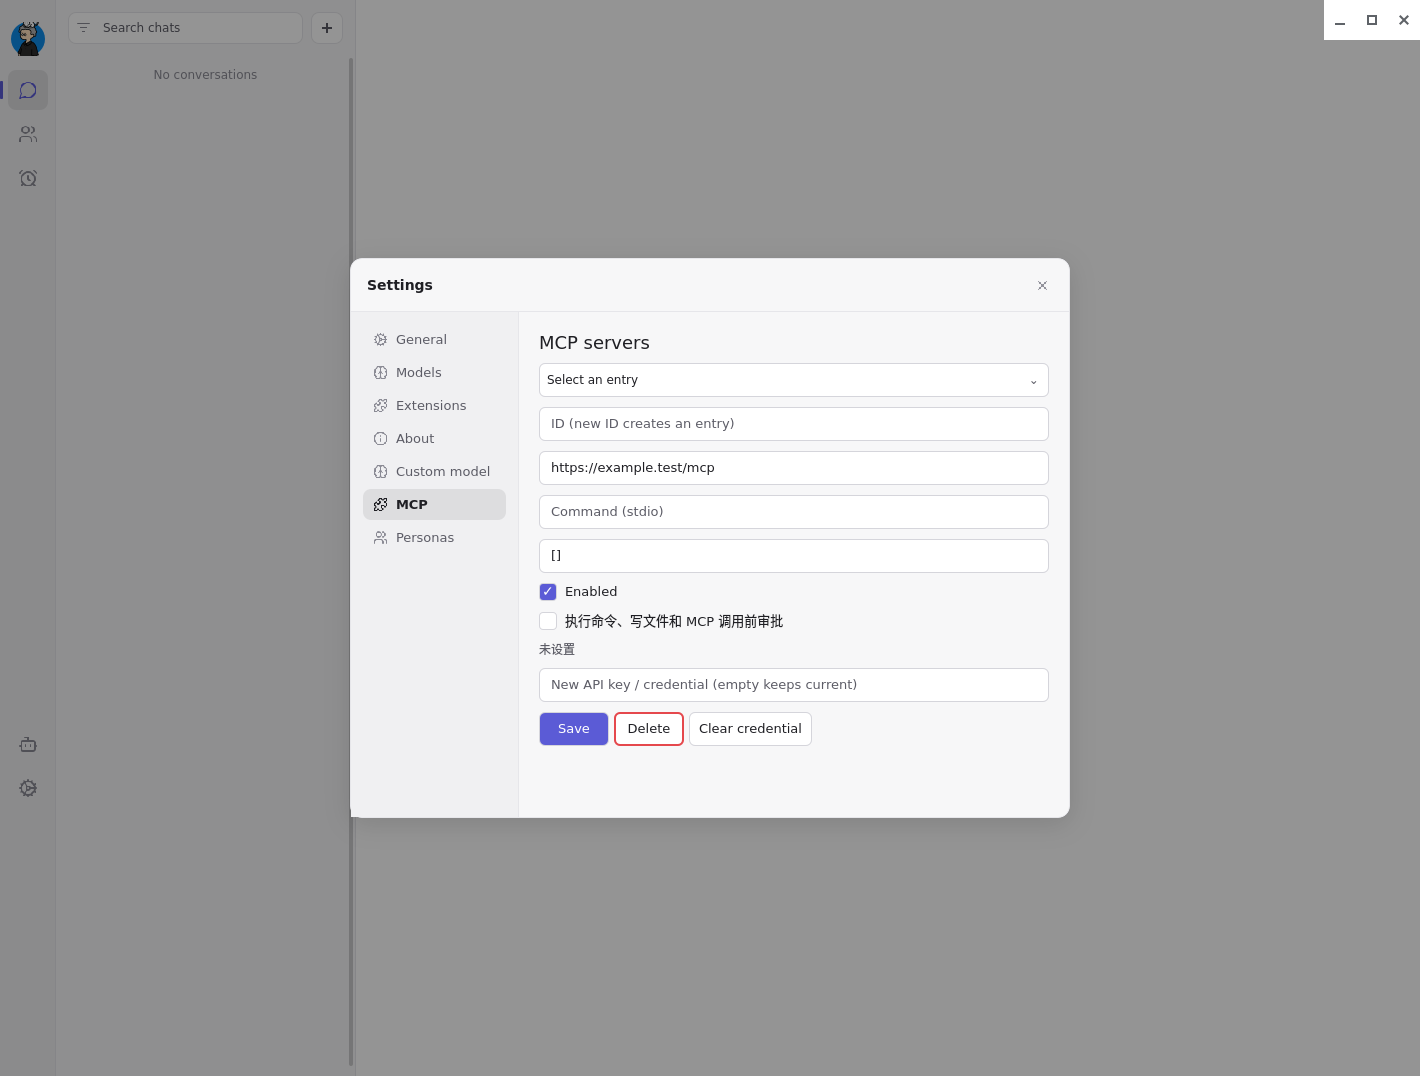 Search chats
No conversations
Settings
General
Models
Extensions
About
Custom model
MCP
Personas
MCP servers
Select an entry
ID (new ID creates an entry)
https://example.test/mcp
Command (stdio)
[]
Enabled
执行命令、写文件和 MCP 调用前审批
未设置
New API key / credential (empty keeps current)
Save
Delete
Clear credential